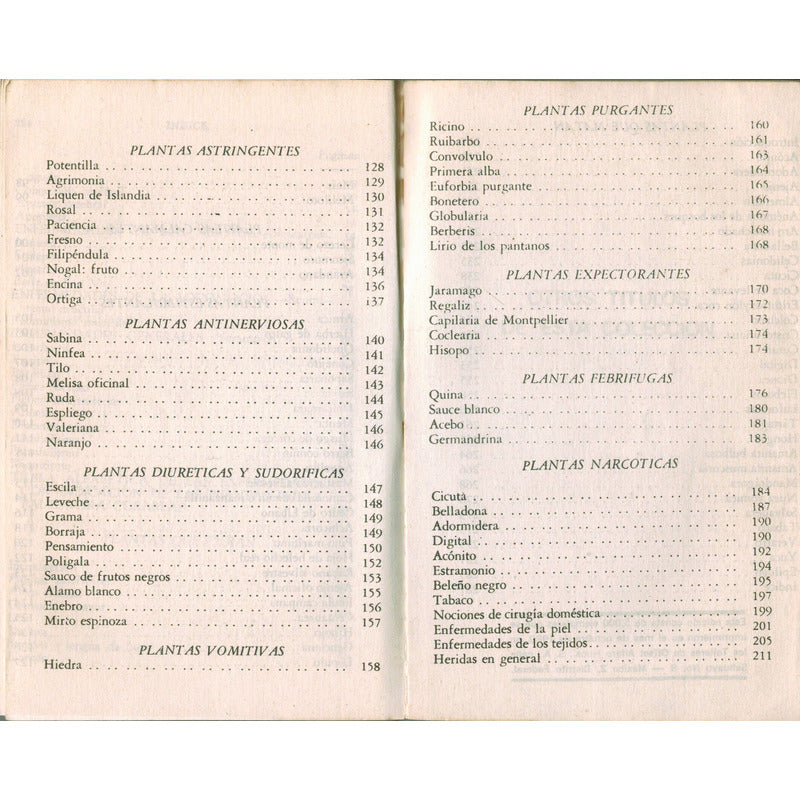 PLANTAS ASTRINGENTES
Potentilla . . . . . . . . . . . . . . . . . . . . 128
Agrimonia . . . . . . . . . . . . . . . . . . . . 129
Liquen de Islandia . . . . . . . . . . . . . . . . . . . . 130
Rosal . . . . . . . . . . . . . . . . . . . . 131
Paciencia . . . . . . . . . . . . . . . . . . . . 132
Fresno . . . . . . . . . . . . . . . . . . . . 132
Filipéndula . . . . . . . . . . . . . . . . . . . . 134
Nogal: fruto . . . . . . . . . . . . . . . . . . . . 134
Encina . . . . . . . . . . . . . . . . . . . . 136
Ortiga . . . . . . . . . . . . . . . . . . . . 137
PLANTAS ANTINERVIOSAS
Sabina . . . . . . . . . . . . . . . . . . . . 140
Ninfea . . . . . . . . . . . . . . . . . . . . 141
Tilo . . . . . . . . . . . . . . . . . . . . 142
Melisa oficinal . . . . . . . . . . . . . . . . . . . . 143
Ruda . . . . . . . . . . . . . . . . . . . . 144
Espliego . . . . . . . . . . . . . . . . . . . . 145
Valeriana . . . . . . . . . . . . . . . . . . . . 146
Naranjo . . . . . . . . . . . . . . . . . . . . 146
PLANTAS DIURETICAS Y SUDORIFICAS
Escila . . . . . . . . . . . . . . . . . . . . 147
Leveche . . . . . . . . . . . . . . . . . . . . 148
Grama . . . . . . . . . . . . . . . . . . . . 149
Borraja . . . . . . . . . . . . . . . . . . . . 149
Pensamiento . . . . . . . . . . . . . . . . . . . . 150
Poligala . . . . . . . . . . . . . . . . . . . . 152
Sauco de frutos negros . . . . . . . . . . . . . . . . . . . . 153
Alamo blanco . . . . . . . . . . . . . . . . . . . . 155
Enebro . . . . . . . . . . . . . . . . . . . . 156
Mirto espinoza . . . . . . . . . . . . . . . . . . . . 157
PLANTAS VOMITIVAS
Hiedra . . . . . . . . . . . . . . . . . . . . 158
PLANTAS PURGANTES
Ricino . . . . . . . . . . . . . . . . . . . . 160
Ruibarbo . . . . . . . . . . . . . . . . . . . . 161
Convolvulo . . . . . . . . . . . . . . . . . . . . 163
Primera alba . . . . . . . . . . . . . . . . . . . . 164
Euforbia purgante . . . . . . . . . . . . . . . . . . . . 165
Bonetero . . . . . . . . . . . . . . . . . . . . 166
Globularia . . . . . . . . . . . . . . . . . . . . 167
Berberis . . . . . . . . . . . . . . . . . . . . 168
Lirio de los pantanos . . . . . . . . . . . . . . . . . . . . 168
PLANTAS EXPECTORANTES
Jaramago . . . . . . . . . . . . . . . . . . . . 170
Regaliz . . . . . . . . . . . . . . . . . . . . 172
Capilaria de Montpellier . . . . . . . . . . . . . . . . . . . . 173
Coclearia . . . . . . . . . . . . . . . . . . . . 174
Hisopo . . . . . . . . . . . . . . . . . . . . 174
PLANTAS FEBRIFUGAS
Quina . . . . . . . . . . . . . . . . . . . . 176
Sauce blanco . . . . . . . . . . . . . . . . . . . . 180
Acebo . . . . . . . . . . . . . . . . . . . . 181
Germandrina . . . . . . . . . . . . . . . . . . . . 183
PLANTAS NARCOTICAS
Cicuta . . . . . . . . . . . . . . . . . . . . 184
Belladona . . . . . . . . . . . . . . . . . . . . 187
Adormidera . . . . . . . . . . . . . . . . . . . . 190
Digital . . . . . . . . . . . . . . . . . . . . 190
Acónito . . . . . . . . . . . . . . . . . . . . 192
Estramonio . . . . . . . . . . . . . . . . . . . . 194
Beleño negro . . . . . . . . . . . . . . . . . . . . 195
Tabaco . . . . . . . . . . . . . . . . . . . . 197
Nociones de cirugía doméstica . . . . . . . . . . . . . . . . . . . . 199
Enfermedades de la piel . . . . . . . . . . . . . . . . . . . . 201
Enfermedades de los tejidos . . . . . . . . . . . . . . . . . . . . 205
Heridas en general . . . . . . . . . . . . . . . . . . . . 211